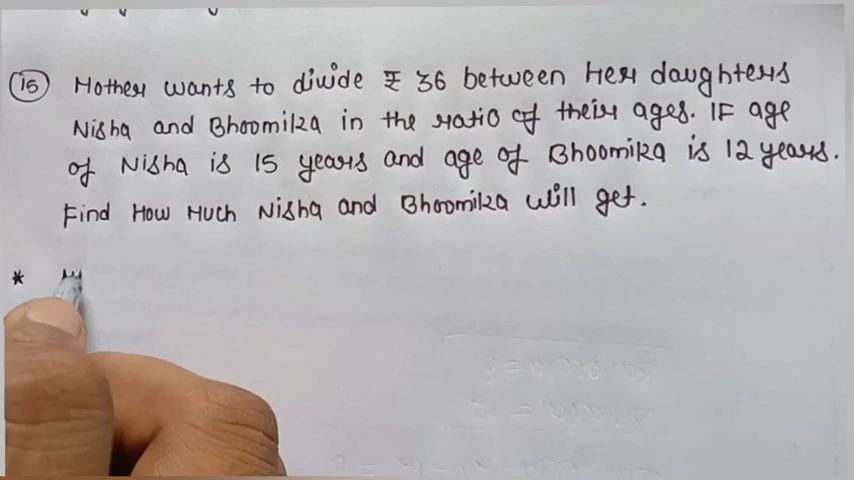 15 Mother wants to divide ₹ 36 between Her daughters
Nisha and Bhoomika in the ratio of their ages. IF age
of Nisha is 15 years and age of Bhoomika is 12 years.
Find How Much Nisha and Bhoomika will get.
*